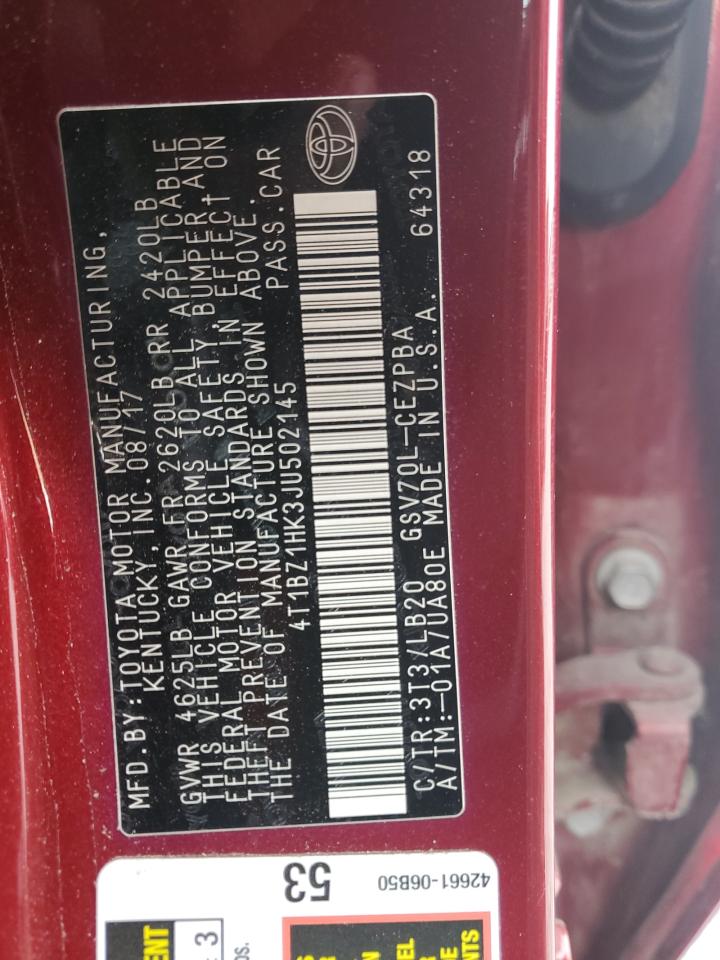 MFD.BY:TOYOTA MOTOR MANUFACTURING,
KENTUCKY, INC. 08/17
GVWR 4625LB GAWR FR 2620LB RR 2420LB
THIS VEHICLE CONFORMS TO ALL APPLICABLE
FEDERAL MOTOR VEHICLE SAFETY, BUMPER, AND
THEFT PREVENTION STANDARDS IN EFFECT ON
THE DATE OF MANUFACTURE SHOWN ABOVE.
4T1BZ1HK3JU502145 PASS.CAR
C/TR:3T3/LB20 GSV70L-CEZPBA 64318
A/TM:-01A/UA80E MADE IN U.S.A.
53
42661-06B50
3